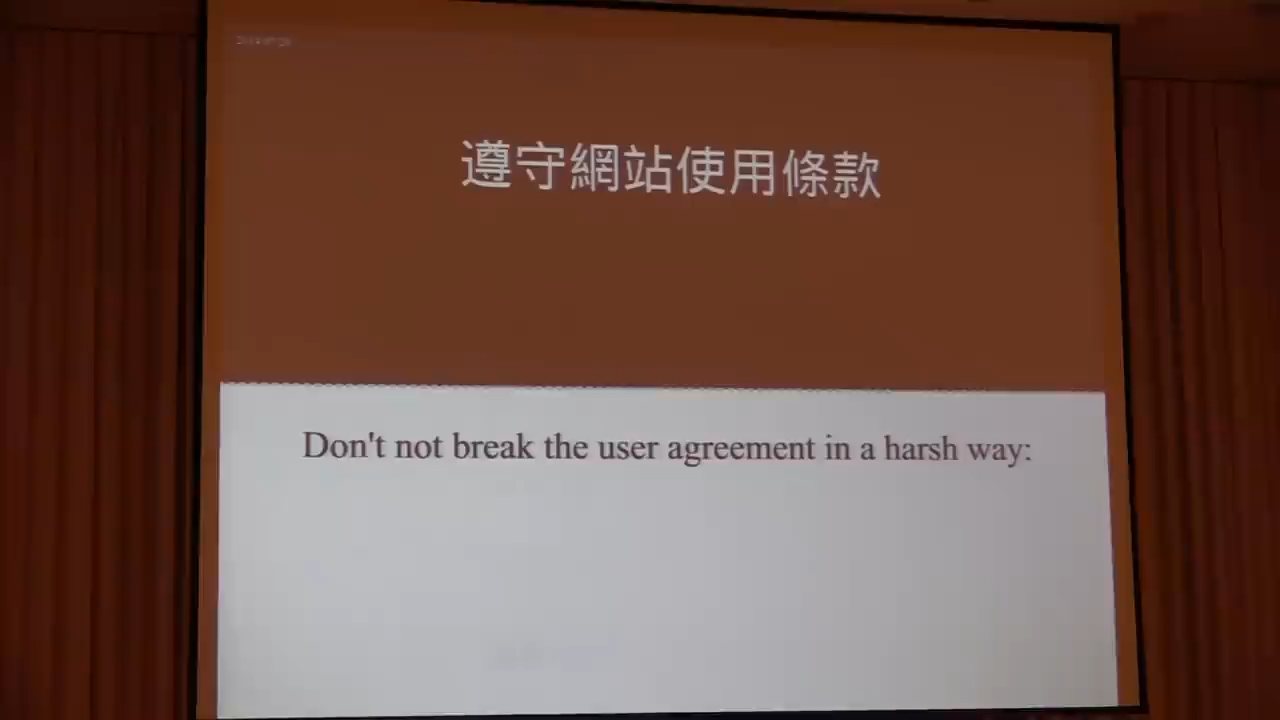 遵守網站使用條款
Don't not break the user agreement in a harsh way: